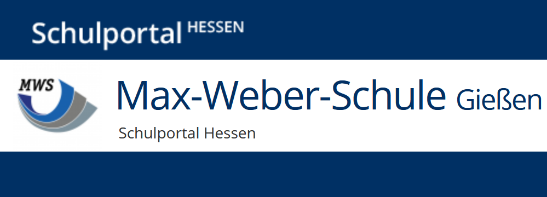 Schulportal HESSEN
MWS
Max-Weber-Schule Gießen
Schulportal Hessen